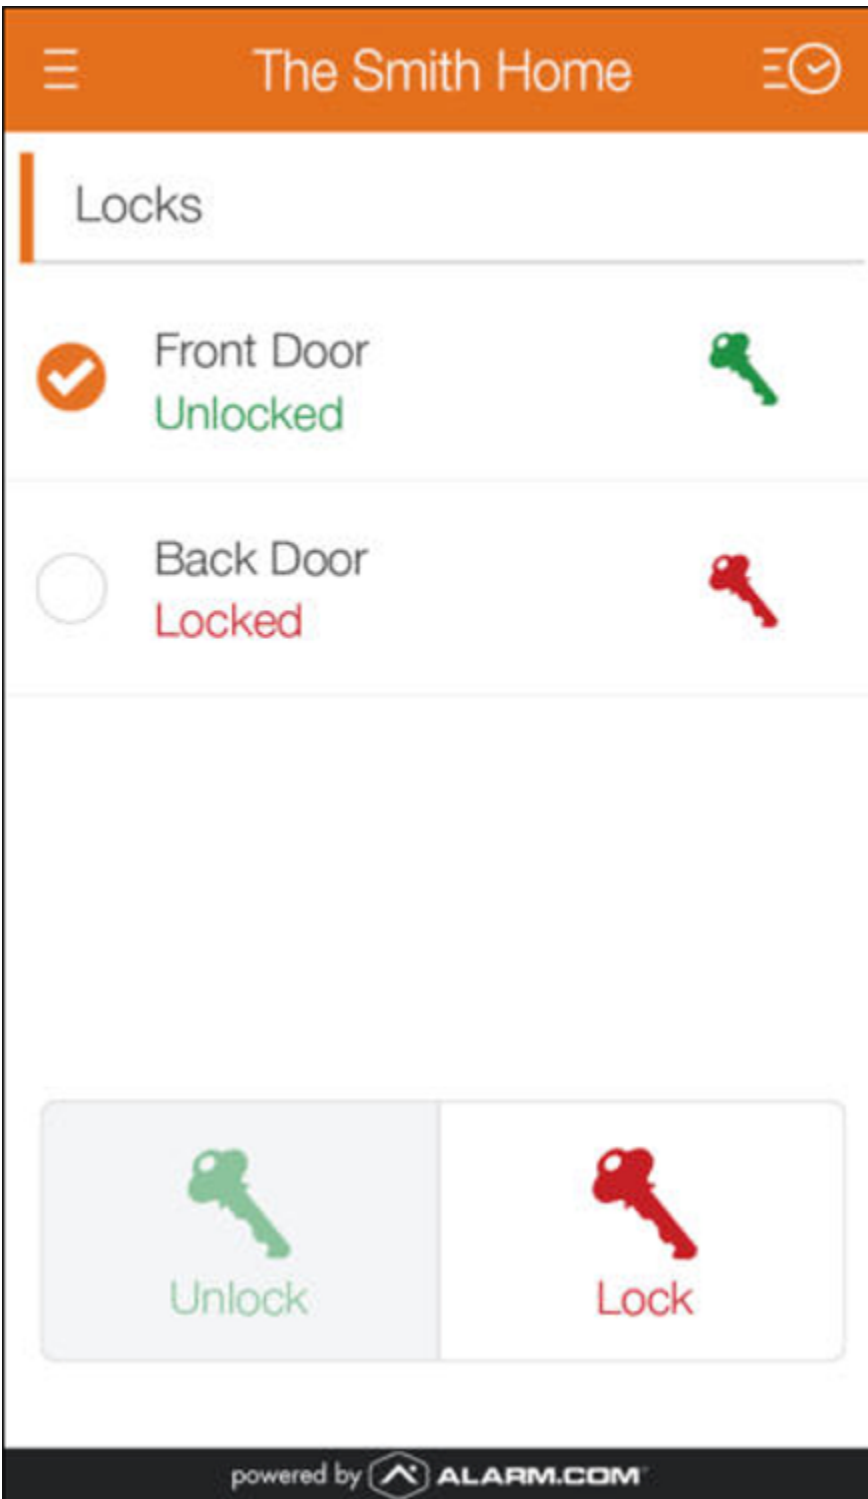 The Smith Home
Locks
Front Door
Unlocked
Back Door
Locked
Unlock
Lock
powered by ALARM.COM